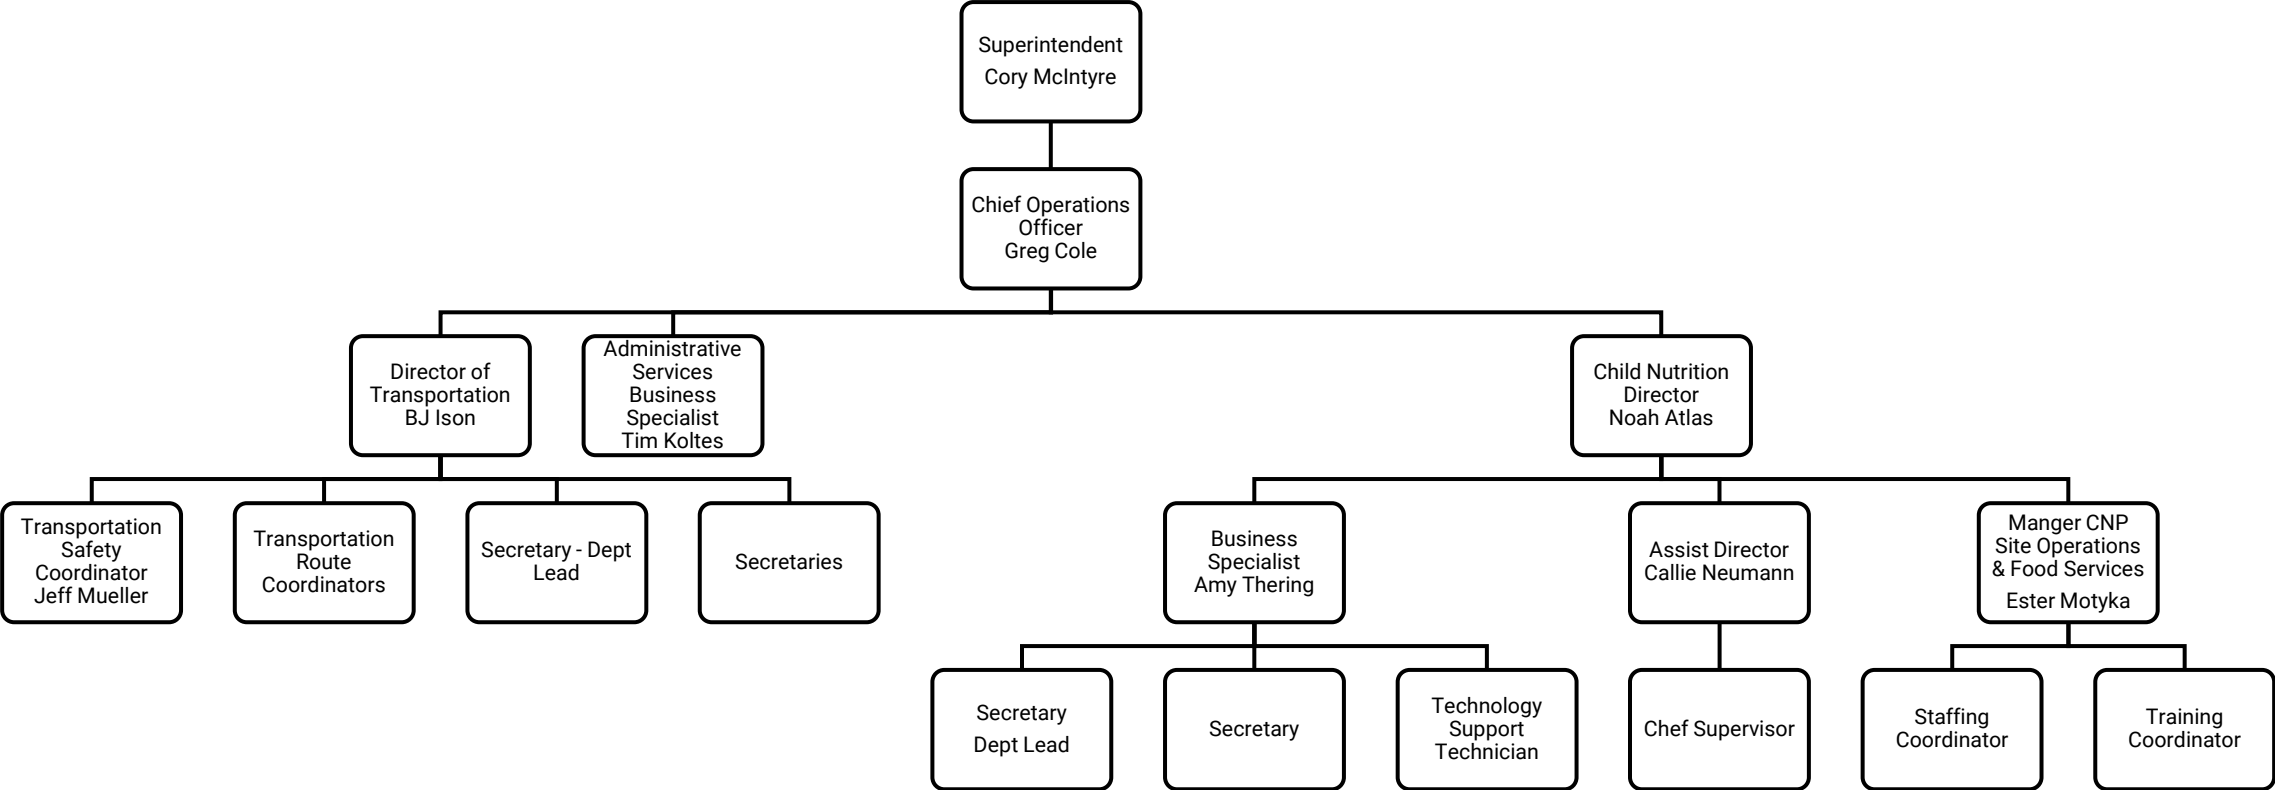 Superintendent
Cory McIntyre
Chief Operations
Officer
Greg Cole
Director of
Transportation
BJ Ison
Administrative
Services
Business
Specialist
Tim Koltes
Child Nutrition
Director
Noah Atlas
Transportation
Safety
Coordinator
Jeff Mueller
Transportation
Route
Coordinators
Secretary - Dept
Lead
Secretaries
Business
Specialist
Amy Thering
Assist Director
Callie Neumann
Manger CNP
Site Operations
& Food Services
Ester Motyka
Secretary
Dept Lead
Secretary
Technology
Support
Technician
Chef Supervisor
Staffing
Coordinator
Training
Coordinator